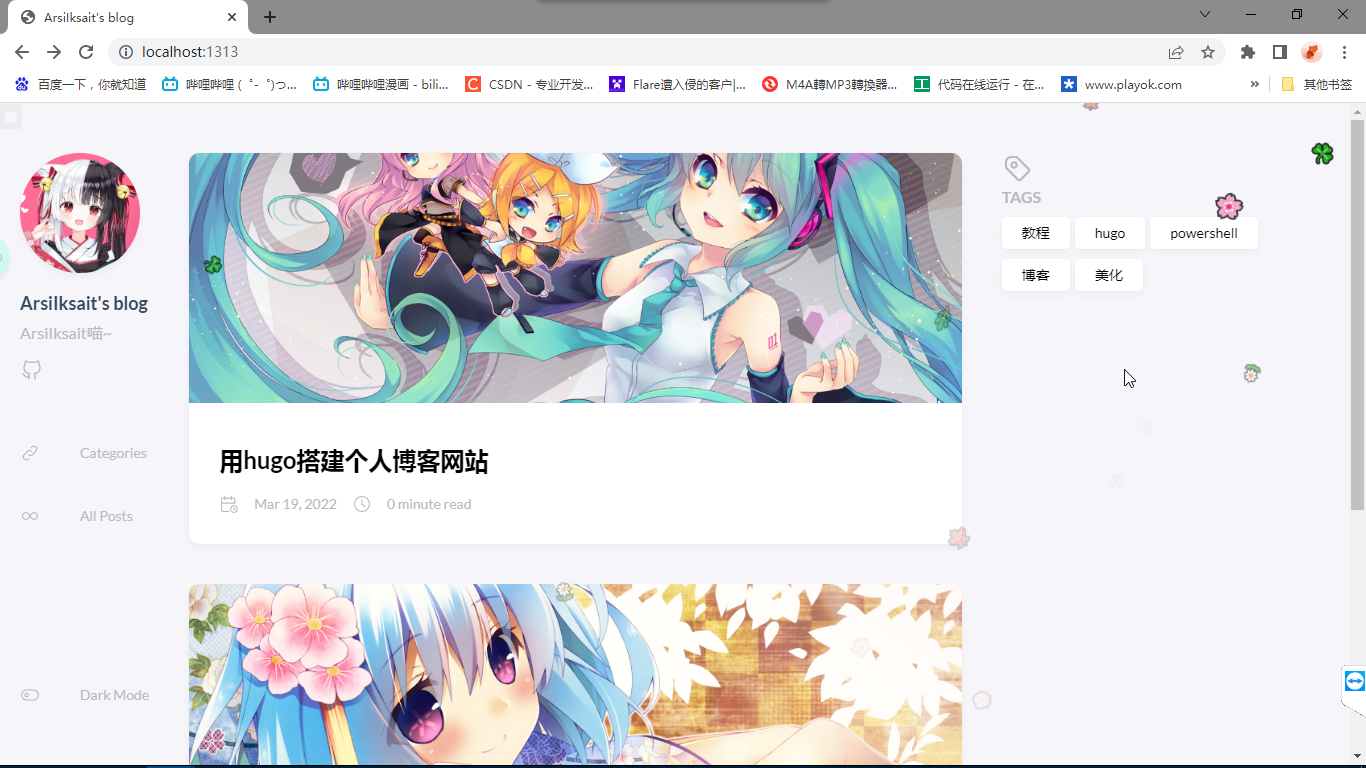 Arsilksait's blog
localhost:1313
百度一下，你就知道
哔哩哔哩 (゜-゜)つ...
哔哩哔哩漫画 - bili...
CSDN - 专业开发...
Flare遭入侵的客户|...
M4A轉MP3轉換器...
代码在线运行 - 在...
www.playok.com
»
其他书签
Arsilksait's blog
Arsilksait喵~
Categories
All Posts
Dark Mode
01
用hugo搭建个人博客网站
Mar 19, 2022
0 minute read
TAGS
教程
hugo
powershell
博客
美化